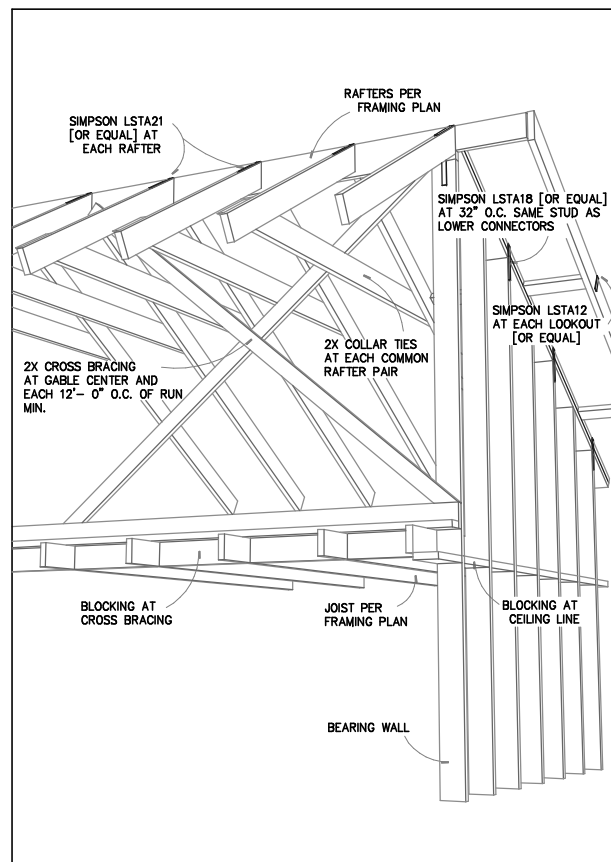 RAFTERS PER
FRAMING PLAN
SIMPSON LSTA21
[OR EQUAL] AT
EACH RAFTER
SIMPSON LSTA18 [OR EQUAL]
AT 32" O.C. SAME STUD AS
LOWER CONNECTORS
SIMPSON LSTA12
AT EACH LOOKOUT
[OR EQUAL]
2X COLLAR TIES
AT EACH COMMON
RAFTER PAIR
2X CROSS BRACING
AT GABLE CENTER AND
EACH 12'- 0" O.C. OF RUN
MIN.
BLOCKING AT
CROSS BRACING
JOIST PER
FRAMING PLAN
BLOCKING AT
CEILING LINE
BEARING WALL